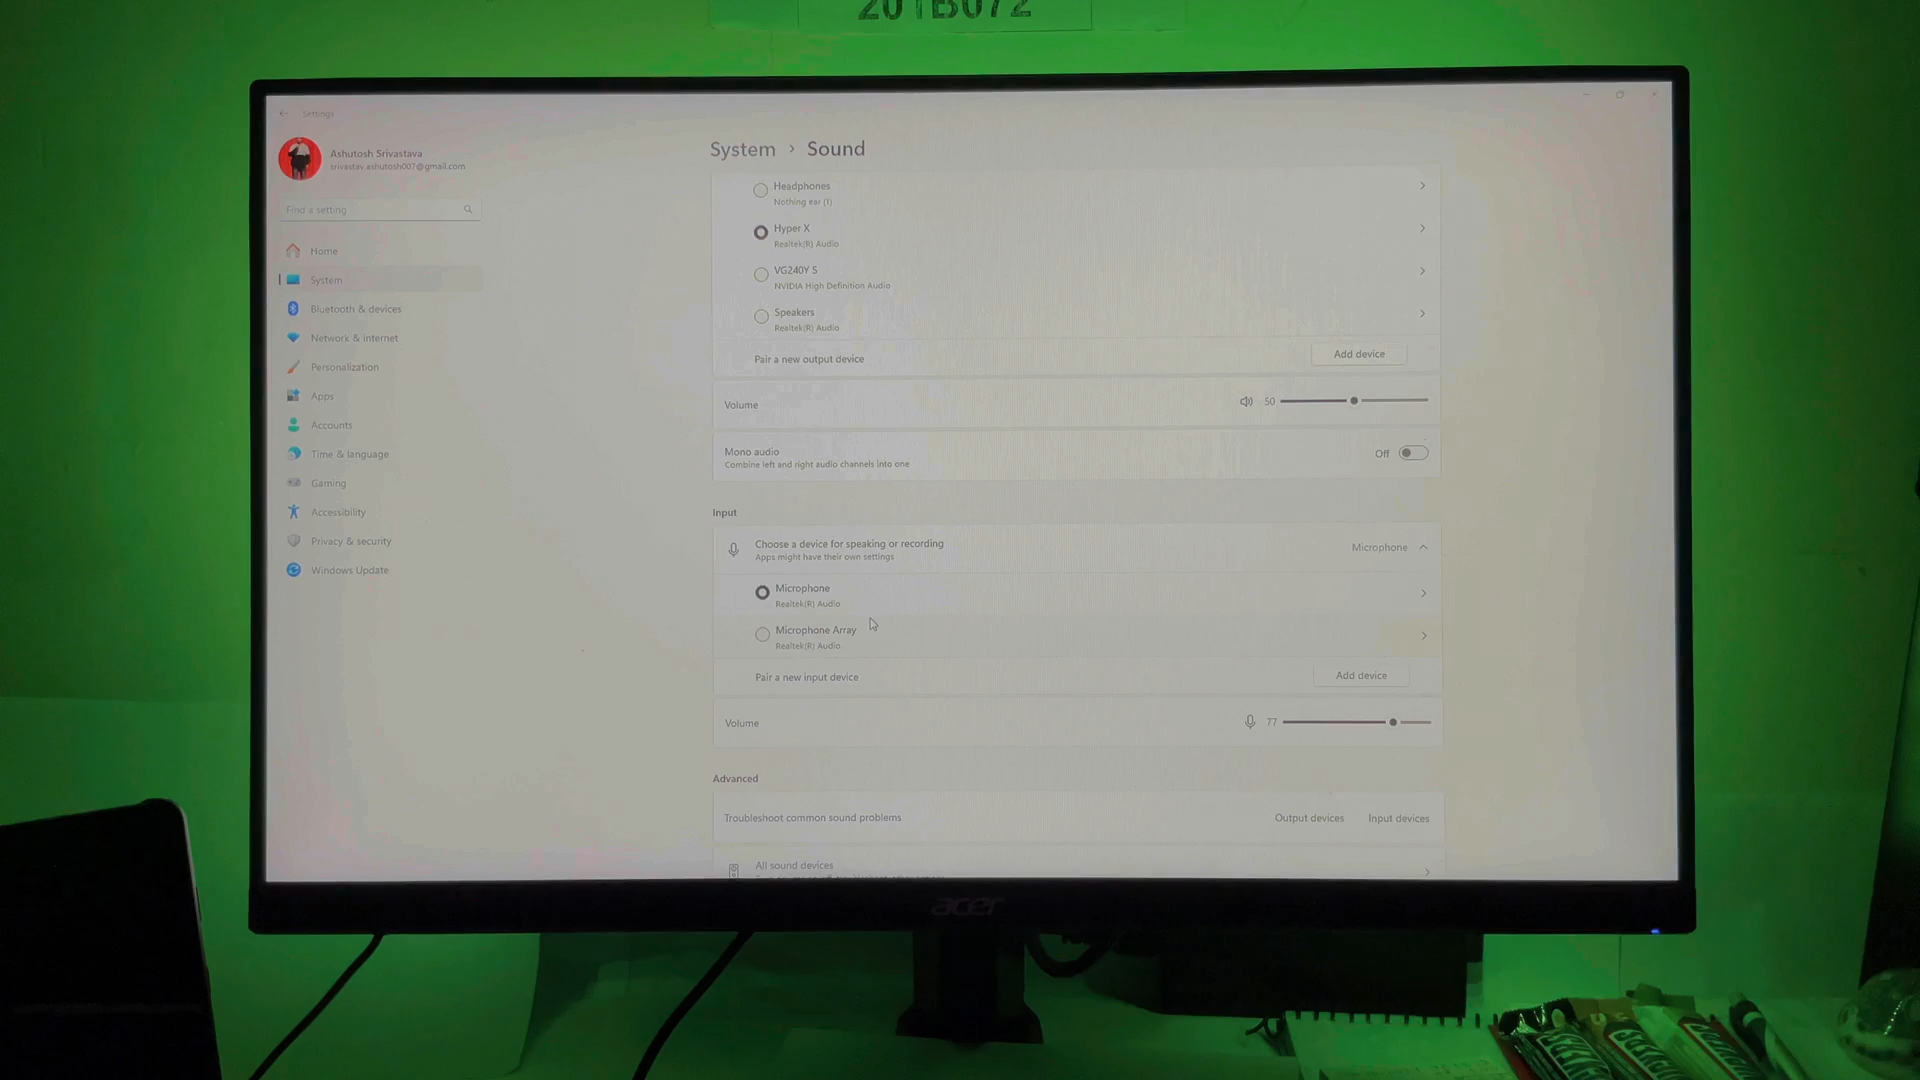 201B072
Settings
Ashutosh Srivastava
srivastav.ashutosh007@gmail.com
Find a setting
Home
System
Bluetooth & devices
Network & internet
Personalization
Apps
Accounts
Time & language
Gaming
Accessibility
Privacy & security
Windows Update
System › Sound
Headphones
Nothing ear (1)
Hyper X
Realtek(R) Audio
VG240Y S
NVIDIA High Definition Audio
Speakers
Realtek(R) Audio
Pair a new output device
Add device
Volume
50
Mono audio
Combine left and right audio channels into one
Off
Input
Choose a device for speaking or recording
Apps might have their own settings
Microphone
Microphone
Realtek(R) Audio
Microphone Array
Realtek(R) Audio
Pair a new input device
Add device
Volume
77
Advanced
Troubleshoot common sound problems
Output devices
Input devices
All sound devices
acer